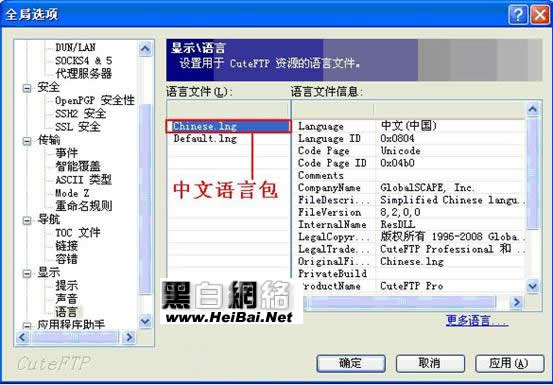 全局选项
DUN/LAN
SOCKS4 & 5
代理服务器
安全
OpenPGP 安全性
SSH2 安全
SSL 安全
传输
事件
智能覆盖
ASCII 类型
Mode Z
重命名规则
导航
TOC 文件
链接
容错
显示
提示
声音
语言
应用程序助手
显示\语言
设置用于 CuteFTP 资源的语言文件。
语言文件(L):
Chinese.lng
Default.lng
中文语言包
语言文件信息:
Language 中文(中国)
Language ID 0x0804
Code Page Unicode
Code Page ID 0x04b0
Comments
CompanyName GlobalSCAPE, Inc.
FileDescri... Simplified Chinese langu...
FileVersion 8,2,0,0
InternalName ResDLL
LegalCopyr... 版权所有 1996-2008 Globa...
LegalTrade... CuteFTP Professional 和 ...
OriginalFi... Chinese.lng
PrivateBuild
ProductName CuteFTP Pro
黑白網絡
www.HeiBai.Net
更多语言...
CuteFTP
确定
取消
应用(A)